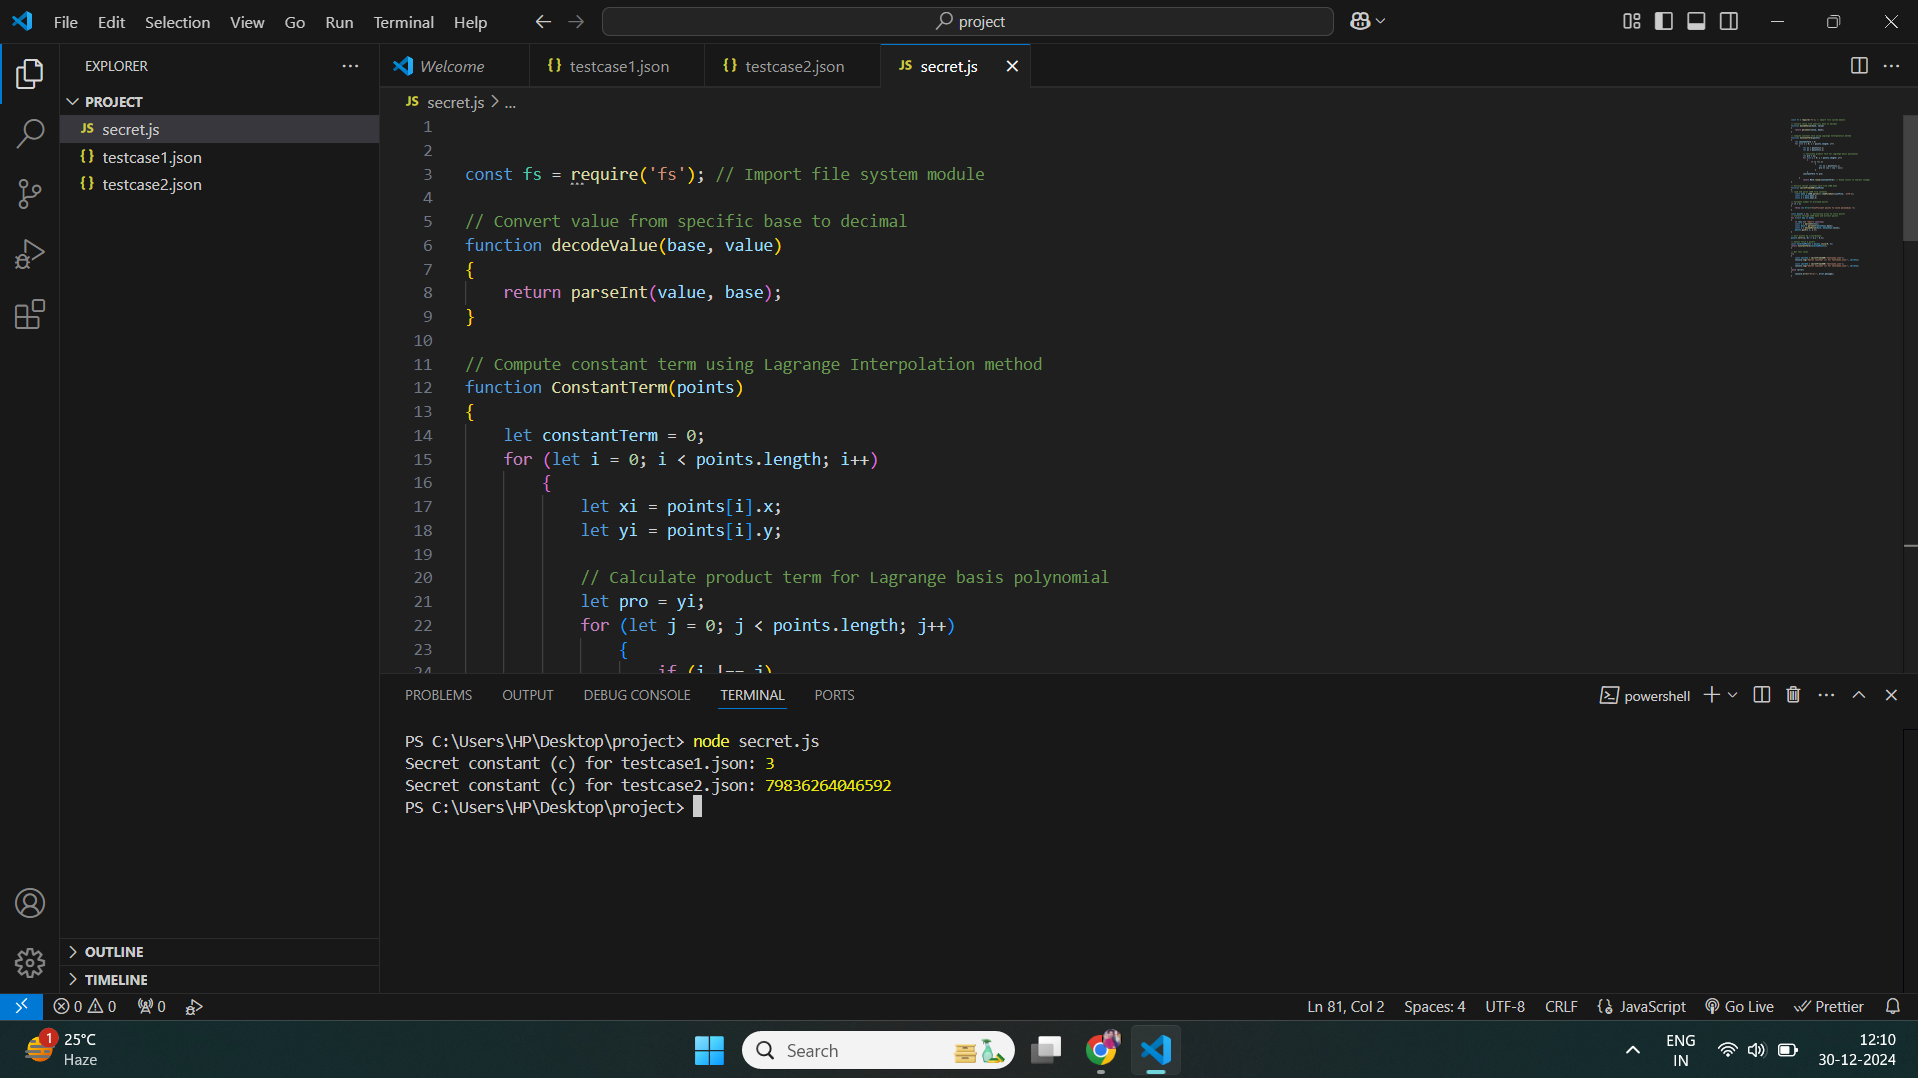 File Edit Selection View Go Run Terminal Help
project
EXPLORER
PROJECT
JS secret.js
{} testcase1.json
{} testcase2.json
OUTLINE
TIMELINE
Welcome
{} testcase1.json
{} testcase2.json
JS secret.js
JS secret.js > ...
1
2
3 const fs = require('fs'); // Import file system module
4
5 // Convert value from specific base to decimal
6 function decodeValue(base, value)
7 {
8 return parseInt(value, base);
9 }
10
11 // Compute constant term using Lagrange Interpolation method
12 function ConstantTerm(points)
13 {
14 let constantTerm = 0;
15 for (let i = 0; i < points.length; i++)
16 {
17 let xi = points[i].x;
18 let yi = points[i].y;
19
20 // Calculate product term for Lagrange basis polynomial
21 let pro = yi;
22 for (let j = 0; j < points.length; j++)
23 {
24 if (i !== j)
PROBLEMS OUTPUT DEBUG CONSOLE TERMINAL PORTS
powershell
PS C:\Users\HP\Desktop\project> node secret.js
Secret constant (c) for testcase1.json: 3
Secret constant (c) for testcase2.json: 79836264046592
PS C:\Users\HP\Desktop\project>
0 0 0
Ln 81, Col 2 Spaces: 4 UTF-8 CRLF {} JavaScript Go Live Prettier
1
25°C
Haze
Search
ENG
IN
12:10
30-12-2024